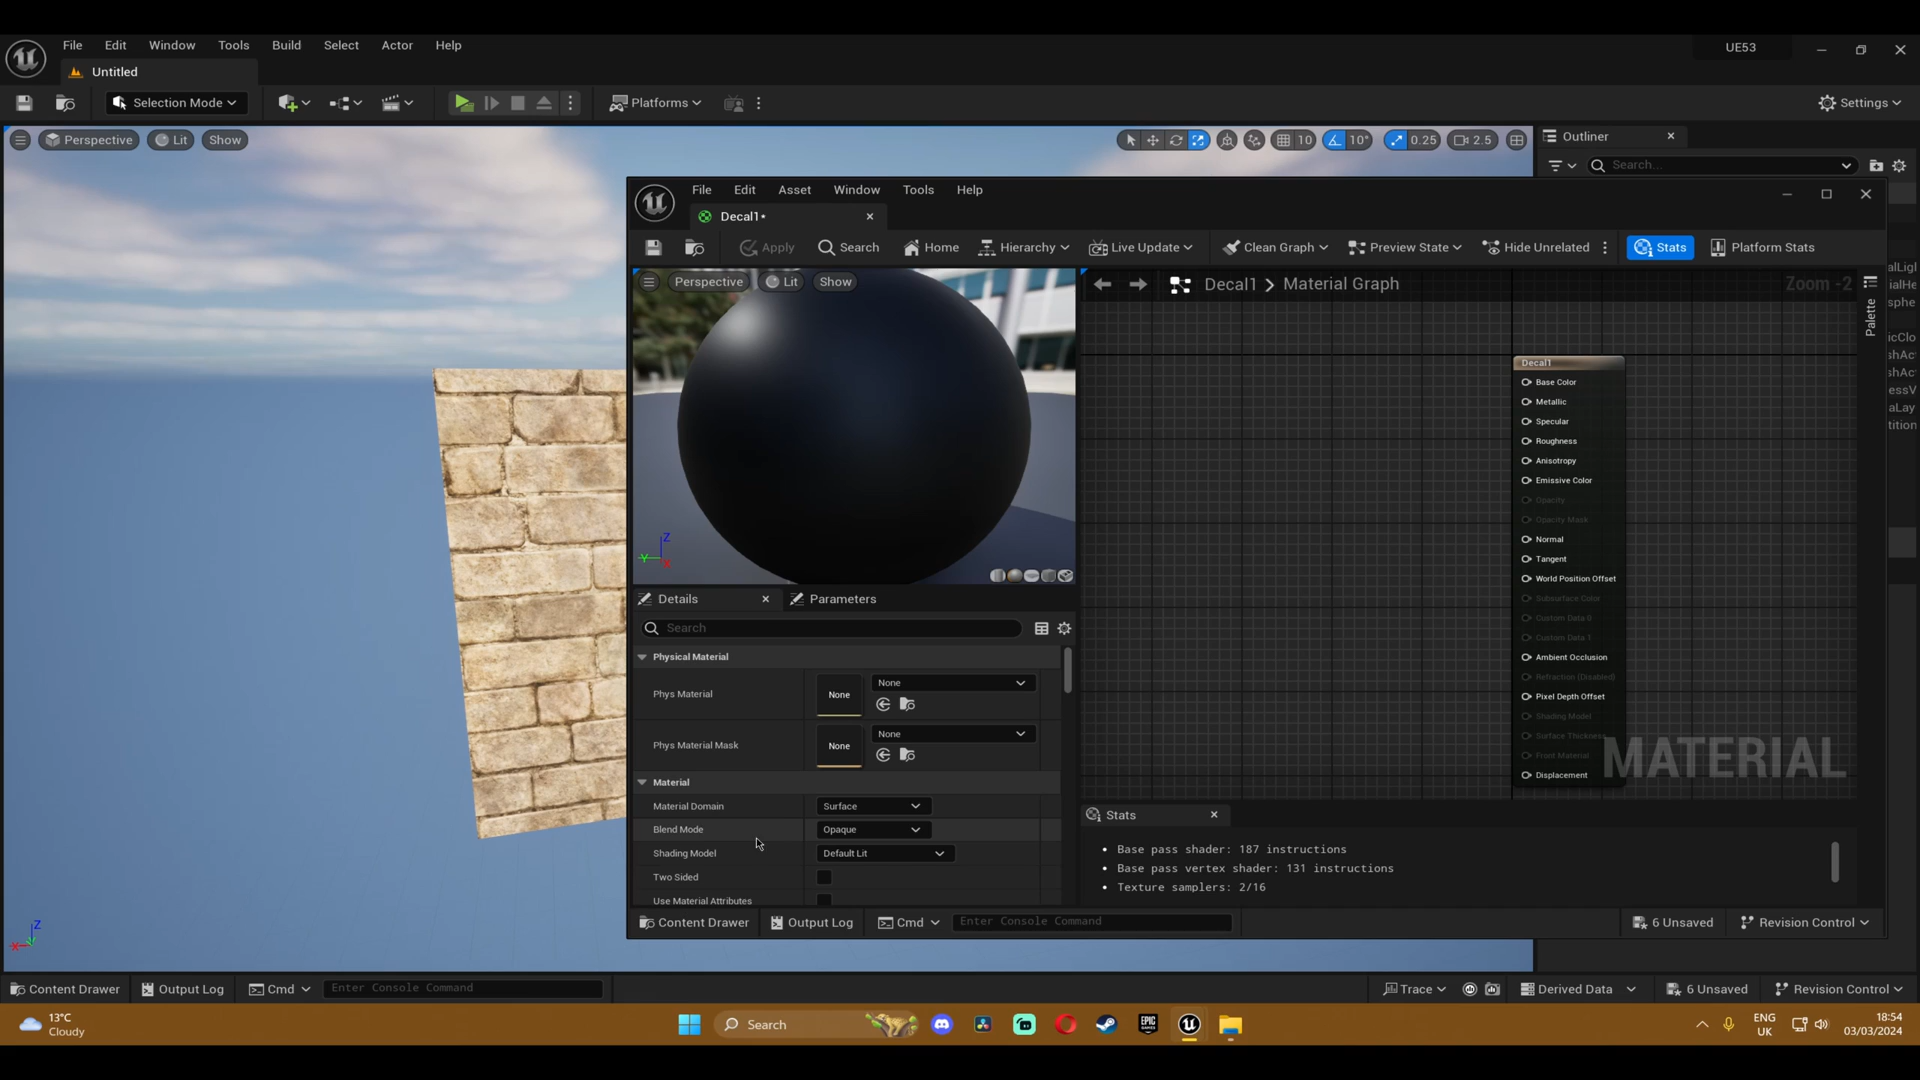 File Edit Window Tools Build Select Actor Help
UE53
Untitled
Selection Mode
Platforms
Settings
Perspective Lit Show
10 10° 0.25 2.5
Outliner
Search...
File Edit Asset Window Tools Help
Decal1*
Apply Search Home Hierarchy Live Update Clean Graph Preview State Hide Unrelated Stats Platform Stats
Perspective Lit Show
Decal1 > Material Graph
Zoom -2
Palette
Decal1
Base Color
Metallic
Specular
Roughness
Anisotropy
Emissive Color
Opacity
Opacity Mask
Normal
Tangent
World Position Offset
Subsurface Color
Custom Data 0
Custom Data 1
Ambient Occlusion
Refraction (Disabled)
Pixel Depth Offset
Shading Model
Surface Thickness
Front Material
Displacement
MATERIAL
Z
Y
X
Details
Parameters
Search
Physical Material
Phys Material
None
None
Phys Material Mask
None
None
Material
Material Domain
Surface
Blend Mode
Opaque
Shading Model
Default Lit
Two Sided
Use Material Attributes
Stats
Base pass shader: 187 instructions
Base pass vertex shader: 131 instructions
Texture samplers: 2/16
Content Drawer Output Log Cmd Enter Console Command 6 Unsaved Revision Control
Z
X
Content Drawer Output Log Cmd Enter Console Command Trace Derived Data 6 Unsaved Revision Control
13°C
Cloudy
Search
EPIC
GAMES
ENG
UK
18:54
03/03/2024